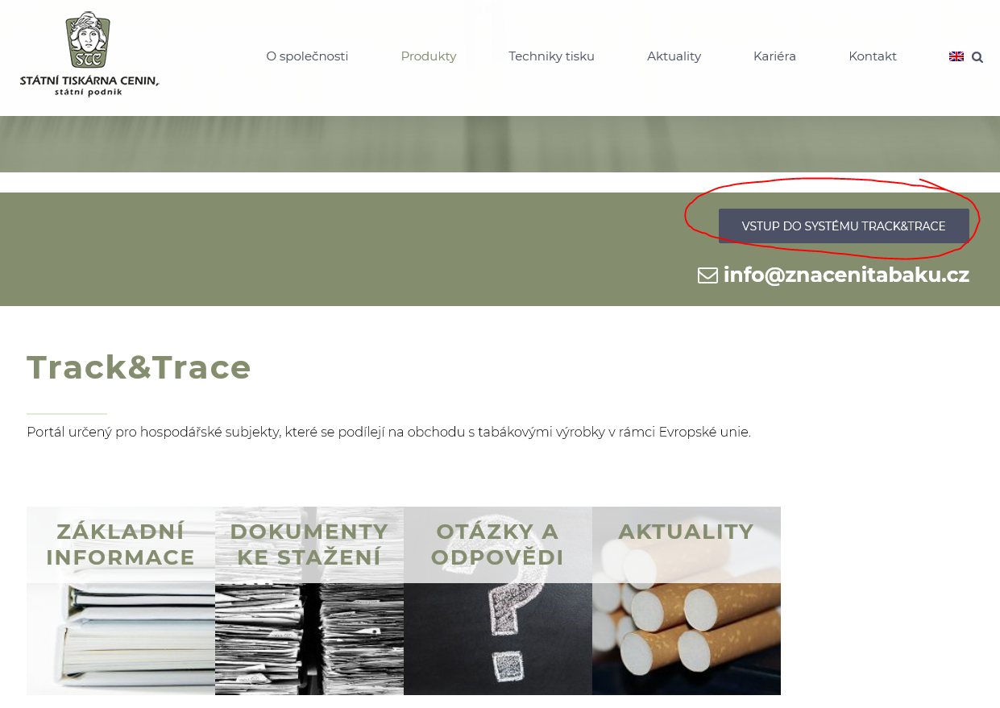 STC
STÁTNÍ TISKÁRNA CENIN,
státní podnik
O společnosti
Produkty
Techniky tisku
Aktuality
Kariéra
Kontakt
VSTUP DO SYSTÉMU TRACK&TRACE
info@znacenitabaku.cz
Track&Trace
Portál určený pro hospodářské subjekty, které se podílejí na obchodu s tabákovými výrobky v rámci Evropské unie.
ZÁKLADNÍ
INFORMACE
DOKUMENTY
KE STAŽENÍ
OTÁZKY A
ODPOVĚDI
AKTUALITY